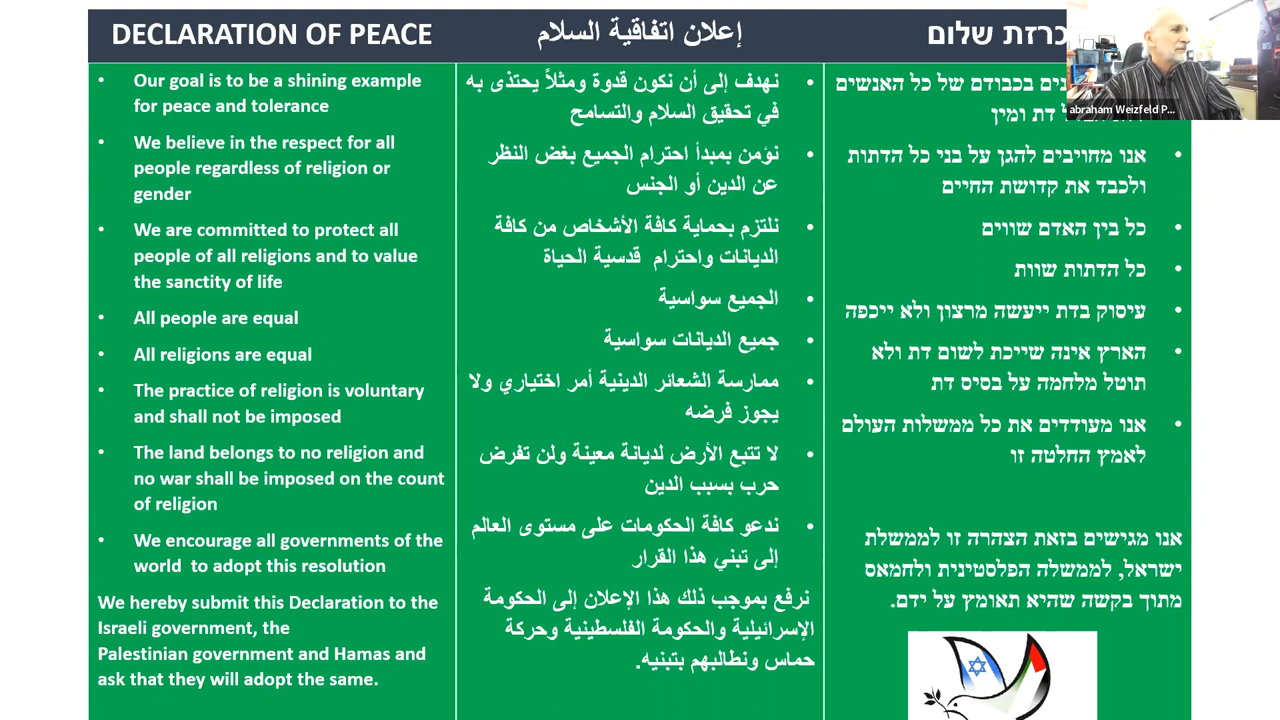 DECLARATION OF PEACE
• Our goal is to be a shining example
for peace and tolerance
• We believe in the respect for all
people regardless of religion or
gender
• We are committed to protect all
people of all religions and to value
the sanctity of life
• All people are equal
• All religions are equal
• The practice of religion is voluntary
and shall not be imposed
• The land belongs to no religion and
no war shall be imposed on the count
of religion
• We encourage all governments of the
world to adopt this resolution
We hereby submit this Declaration to the
Israeli government, the
Palestinian government and Hamas and
ask that they will adopt the same.
إعلان اتفاقية السلام
• نهدف إلى أن نكون قدوة ومثلاً يحتذى به
في تحقيق السلام والتسامح
• نؤمن بمبدأ احترام الجميع بغض النظر
عن الدين أو الجنس
• نلتزم بحماية كافة الأشخاص من كافة
الديانات واحترام قدسية الحياة
• الجميع سواسية
• جميع الديانات سواسية
• ممارسة الشعائر الدينية أمر اختياري ولا
يجوز فرضه
• لا تتبع الأرض لديانة معينة ولن تفرض
حرب بسبب الدين
• ندعو كافة الحكومات على مستوى العالم
إلى تبني هذا القرار
نرفع بموجب ذلك هذا الإعلان إلى الحكومة
الإسرائيلية والحكومة الفلسطينية وحركة
حماس ونطالبهم بتبنيه.
שלום
בכבודם של כל האנשים
דת ומין
• אנו מחויבים להגן על בני כל הדתות
ולכבד את קדושת החיים
• כל בין האדם שווים
• כל הדתות שוות
• עיסוק בדת ייעשה מרצון ולא ייכפה
• הארץ אינה שייכת לשום דת ולא
תוטל מלחמה על בסיס דת
• אנו מעודדים את כל ממשלות העולם
לאמץ החלטה זו
אנו מגישים בזאת הצהרה זו לממשלת
ישראל, לממשלה הפלסטינית ולחמאס
מתוך בקשה שהיא תאומץ על ידם.
abraham Weizfeld P...